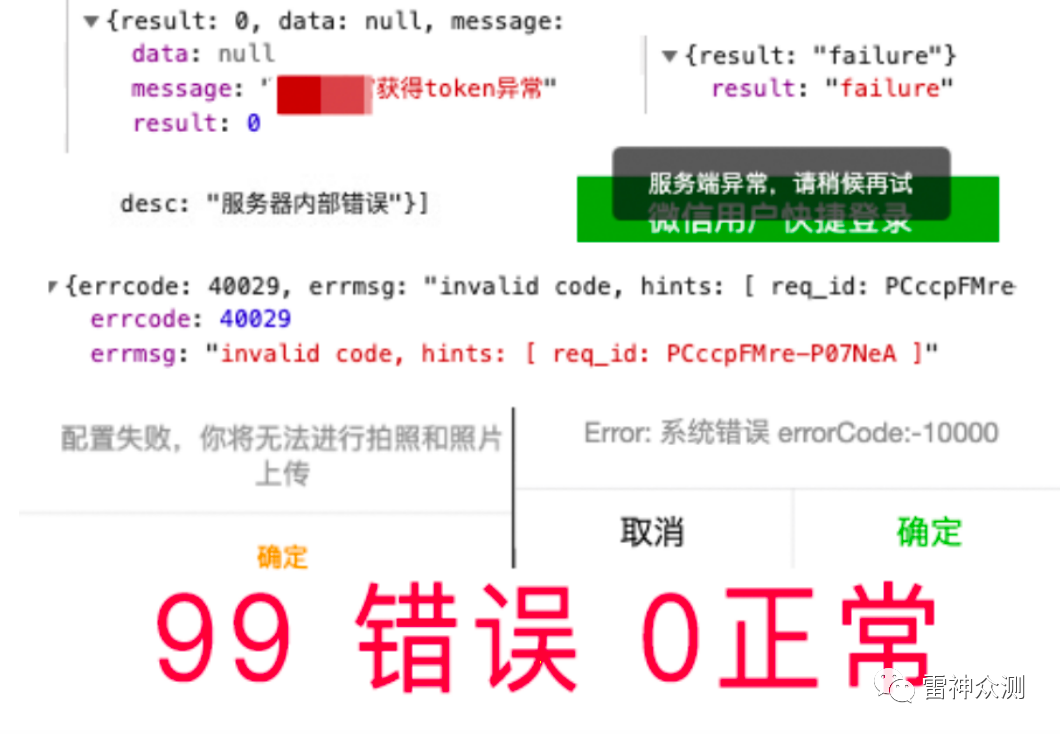 ▼{result: 0, data: null, message:
data: null
message: "获得token异常"
result: 0
▼{result: "failure"}
result: "failure"
desc: "服务器内部错误"}]
服务端异常，请稍候再试
微信用户快捷登录
▼{errcode: 40029, errmsg: "invalid code, hints: [ req_id: PCccpFMre
errcode: 40029
errmsg: "invalid code, hints: [ req_id: PCccpFMre-P07NeA ]"
配置失败，你将无法进行拍照和照片
上传
确定
Error: 系统错误 errorCode:-10000
取消
确定
99 错误 0正常
雷神众测